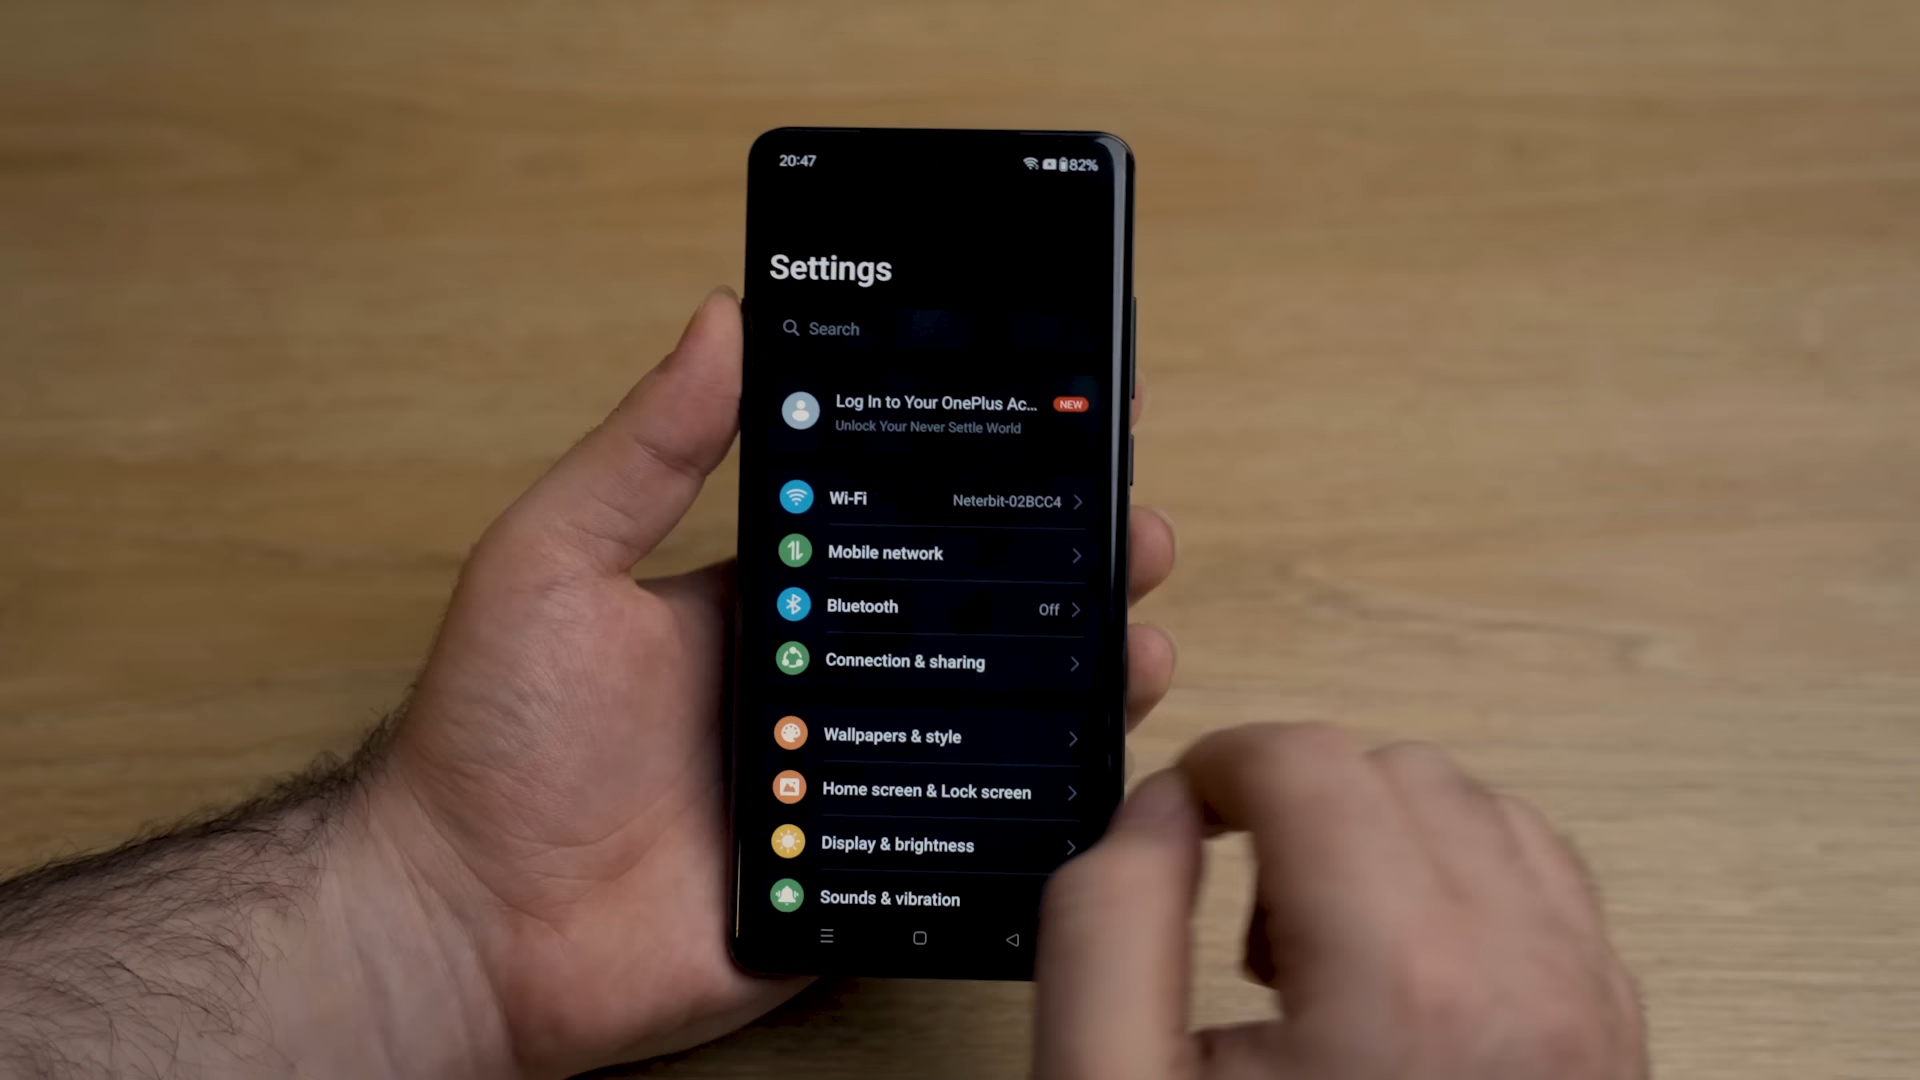 20:47 82%
Settings
Search
Log In to Your OnePlus Ac... NEW
Unlock Your Never Settle World
Wi-Fi Neterbit-02BCC4
Mobile network
Bluetooth Off
Connection & sharing
Wallpapers & style
Home screen & Lock screen
Display & brightness
Sounds & vibration